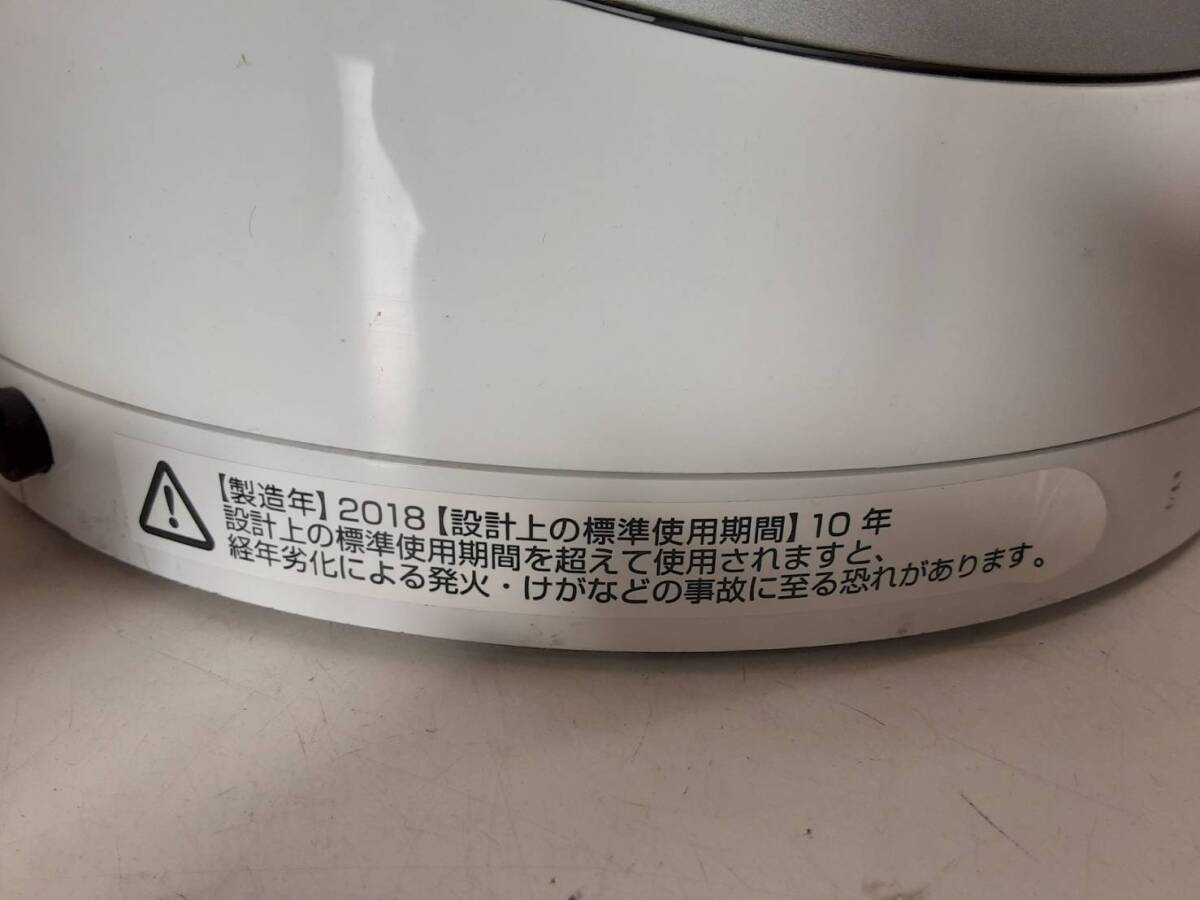 【製造年】2018【設計上の標準使用期間】10 年
設計上の標準使用期間を超えて使用されますと、
経年劣化による発火・けがなどの事故に至る恐れがあります。